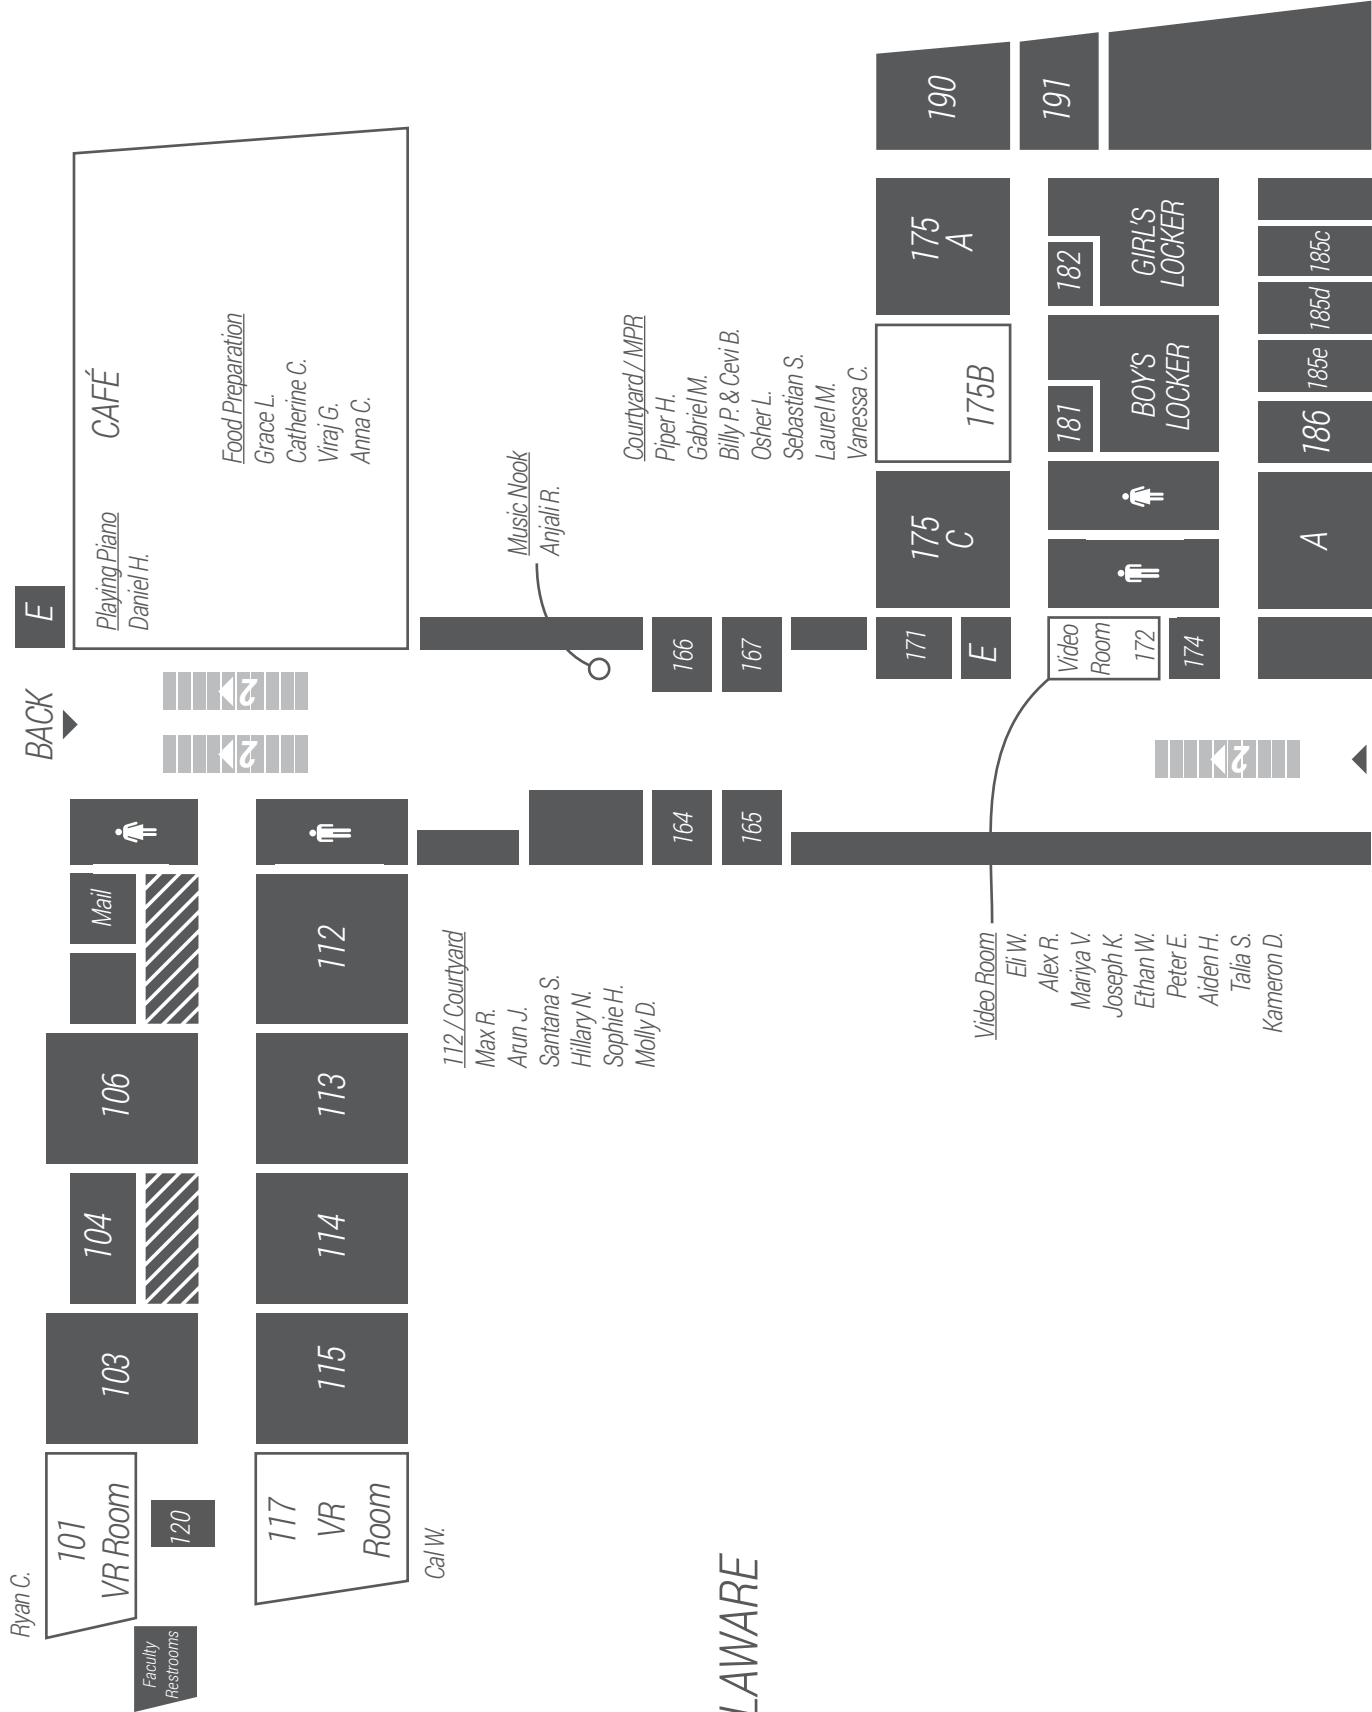 Ryan C.
101
VR Room
120
Faculty
Restrooms
117
VR
Room
Cal W.
103
104
106
Mail
115
114
113
112
BACK
E
2
2
CAFÉ
Playing Piano
Daniel H.
Food Preparation
Grace L.
Catherine C.
Viraj G.
Anna C.
112 / Courtyard
Max R.
Arun J.
Santana S.
Hillary N.
Sophie H.
Molly D.
Music Nook
Anjali R.
164
165
166
167
Courtyard / MPR
Piper H.
Gabriel M.
Billy P. & Cevi B.
Osher L.
Sebastian S.
Laurel M.
Vanessa C.
LAWARE
171
E
175
C
175B
175
A
190
191
Video Room
Eli W.
Alex R.
Mariya V.
Joseph K.
Ethan W.
Peter E.
Aiden H.
Talia S.
Kameron D.
Video
Room
172
174
181
BOY'S
LOCKER
182
GIRL'S
LOCKER
2
A
186
185e
185d
185c